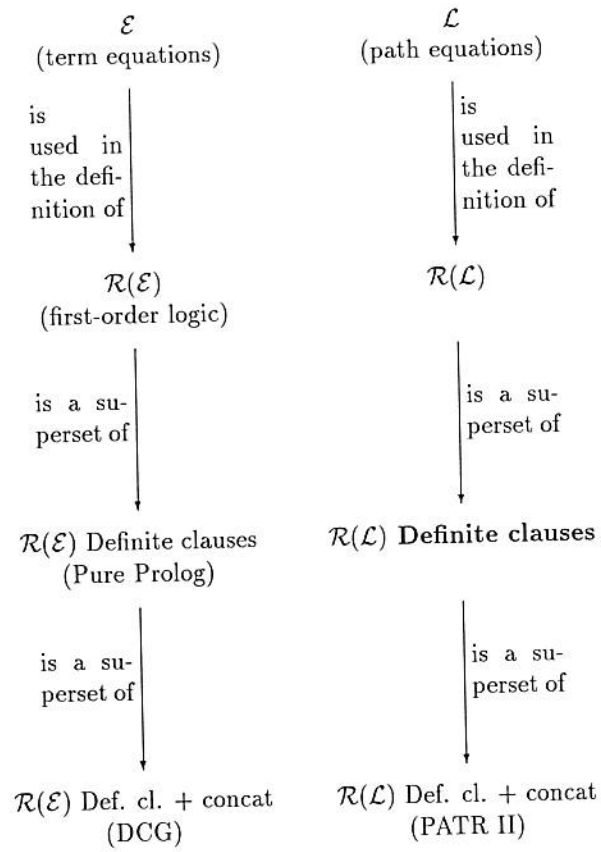 ℰ
(term equations)
is
used in
the defi-
nition of
ℛ(ℰ)
(first-order logic)
is a su-
perset of
ℛ(ℰ) Definite clauses
(Pure Prolog)
is a su-
perset of
ℛ(ℰ) Def. cl. + concat
(DCG)
ℒ
(path equations)
is
used in
the defi-
nition of
ℛ(ℒ)
is a su-
perset of
ℛ(ℒ) Definite clauses
is a su-
perset of
ℛ(ℒ) Def. cl. + concat
(PATR II)